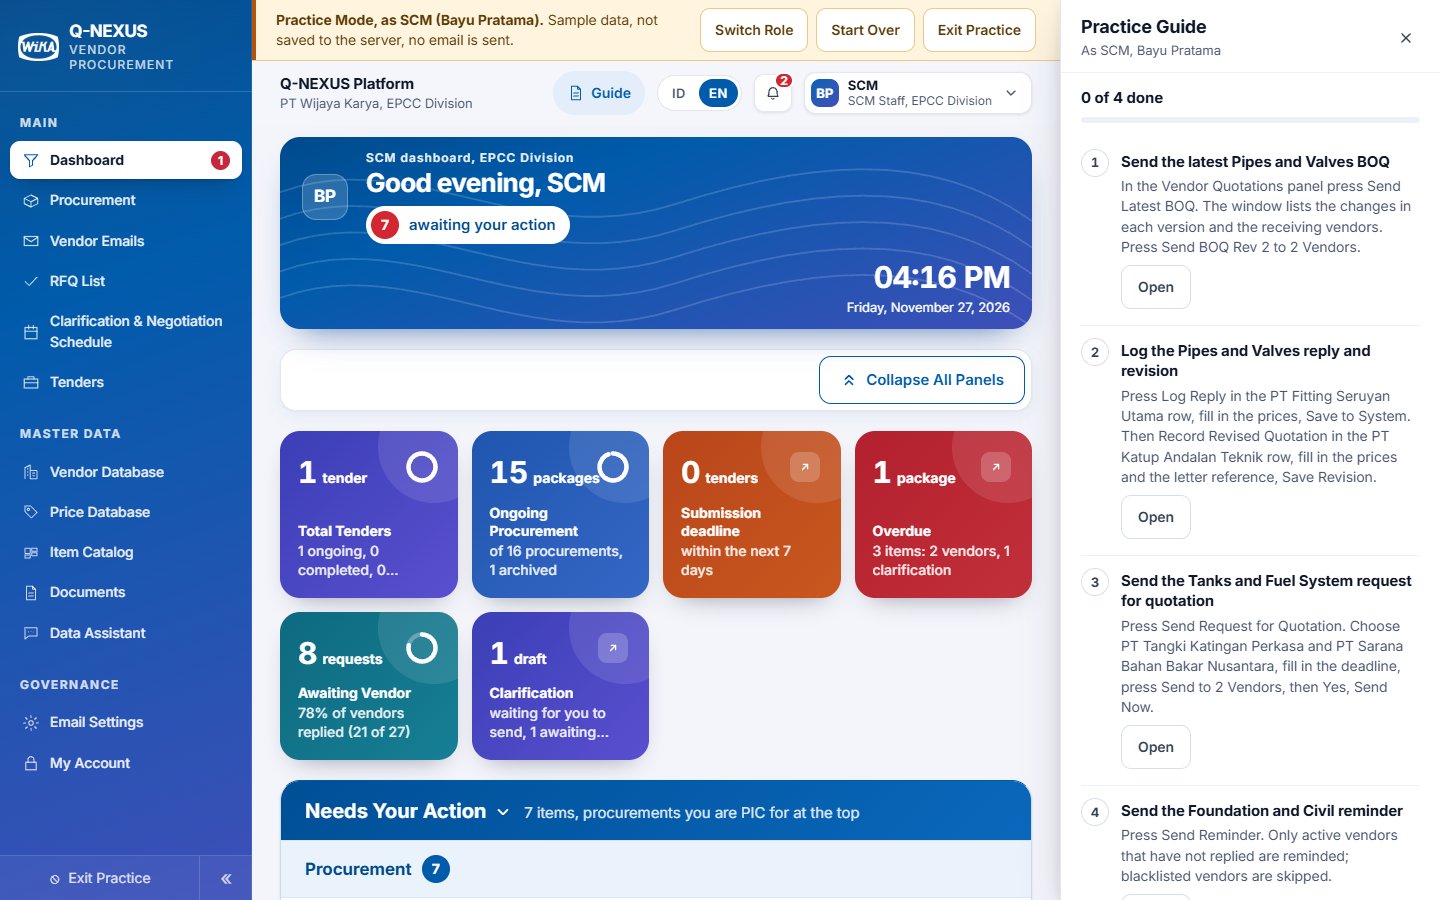 WIKA
Q-NEXUS
VENDOR
PROCUREMENT
MAIN
Dashboard 1
Procurement
Vendor Emails
RFQ List
Clarification & Negotiation
Schedule
Tenders
MASTER DATA
Vendor Database
Price Database
Item Catalog
Documents
Data Assistant
GOVERNANCE
Email Settings
My Account
Exit Practice
Practice Mode, as SCM (Bayu Pratama). Sample data, not
saved to the server, no email is sent.
Switch Role
Start Over
Exit Practice
Q-NEXUS Platform
PT Wijaya Karya, EPCC Division
Guide
ID EN
2
BP
SCM
SCM Staff, EPCC Division
SCM dashboard, EPCC Division
BP
Good evening, SCM
7 awaiting your action
04:16 PM
Friday, November 27, 2026
Collapse All Panels
1 tender
Total Tenders
1 ongoing, 0
completed, 0...
15 packages
Ongoing
Procurement
of 16 procurements,
1 archived
0 tenders
Submission
deadline
within the next 7
days
1 package
Overdue
3 items: 2 vendors, 1
clarification
8 requests
Awaiting Vendor
78% of vendors
replied (21 of 27)
1 draft
Clarification
waiting for you to
send, 1 awaiting...
Needs Your Action 7 items, procurements you are PIC for at the top
Procurement 7
Practice Guide
As SCM, Bayu Pratama
0 of 4 done
1 Send the latest Pipes and Valves BOQ
In the Vendor Quotations panel press Send
Latest BOQ. The window lists the changes in
each version and the receiving vendors.
Press Send BOQ Rev 2 to 2 Vendors.
Open
2 Log the Pipes and Valves reply and
revision
Press Log Reply in the PT Fitting Seruyan
Utama row, fill in the prices, Save to System.
Then Record Revised Quotation in the PT
Katup Andalan Teknik row, fill in the prices
and the letter reference, Save Revision.
Open
3 Send the Tanks and Fuel System request
for quotation
Press Send Request for Quotation. Choose
PT Tangki Katingan Perkasa and PT Sarana
Bahan Bakar Nusantara, fill in the deadline,
press Send to 2 Vendors, then Yes, Send
Now.
Open
4 Send the Foundation and Civil reminder
Press Send Reminder. Only active vendors
that have not replied are reminded;
blacklisted vendors are skipped.